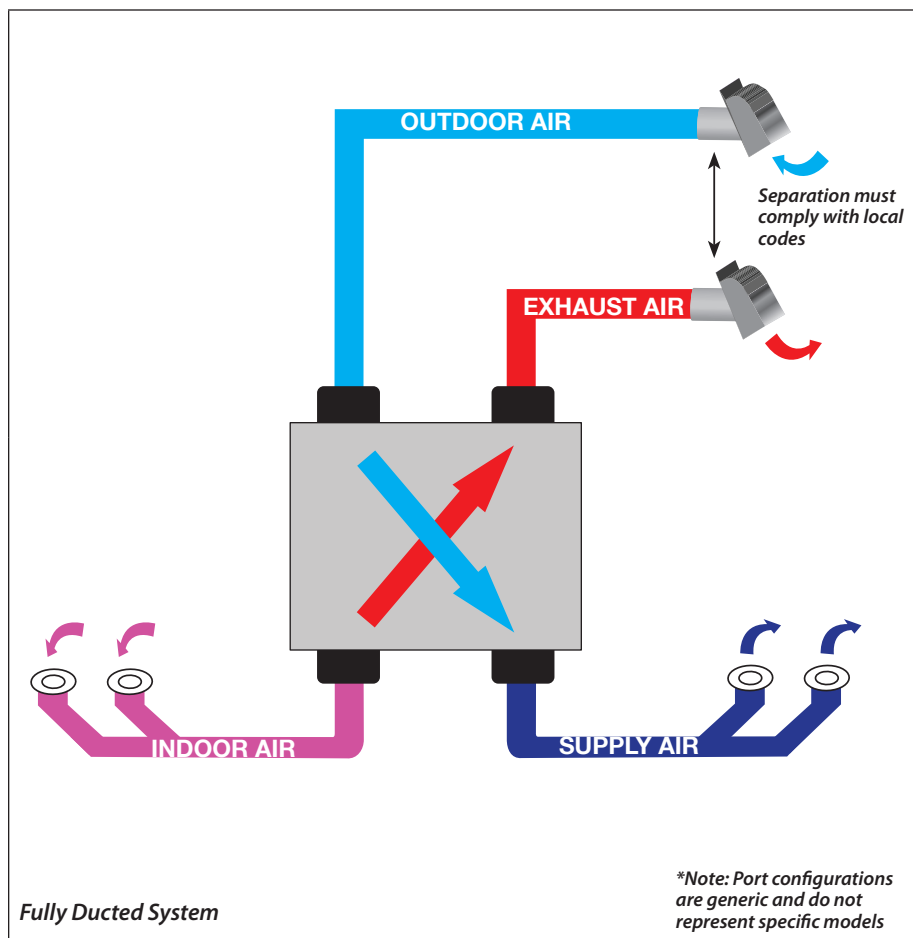 OUTDOOR AIR
Separation must
comply with local
codes
EXHAUST AIR
INDOOR AIR
SUPPLY AIR
Fully Ducted System
*Note: Port configurations
are generic and do not
represent specific models